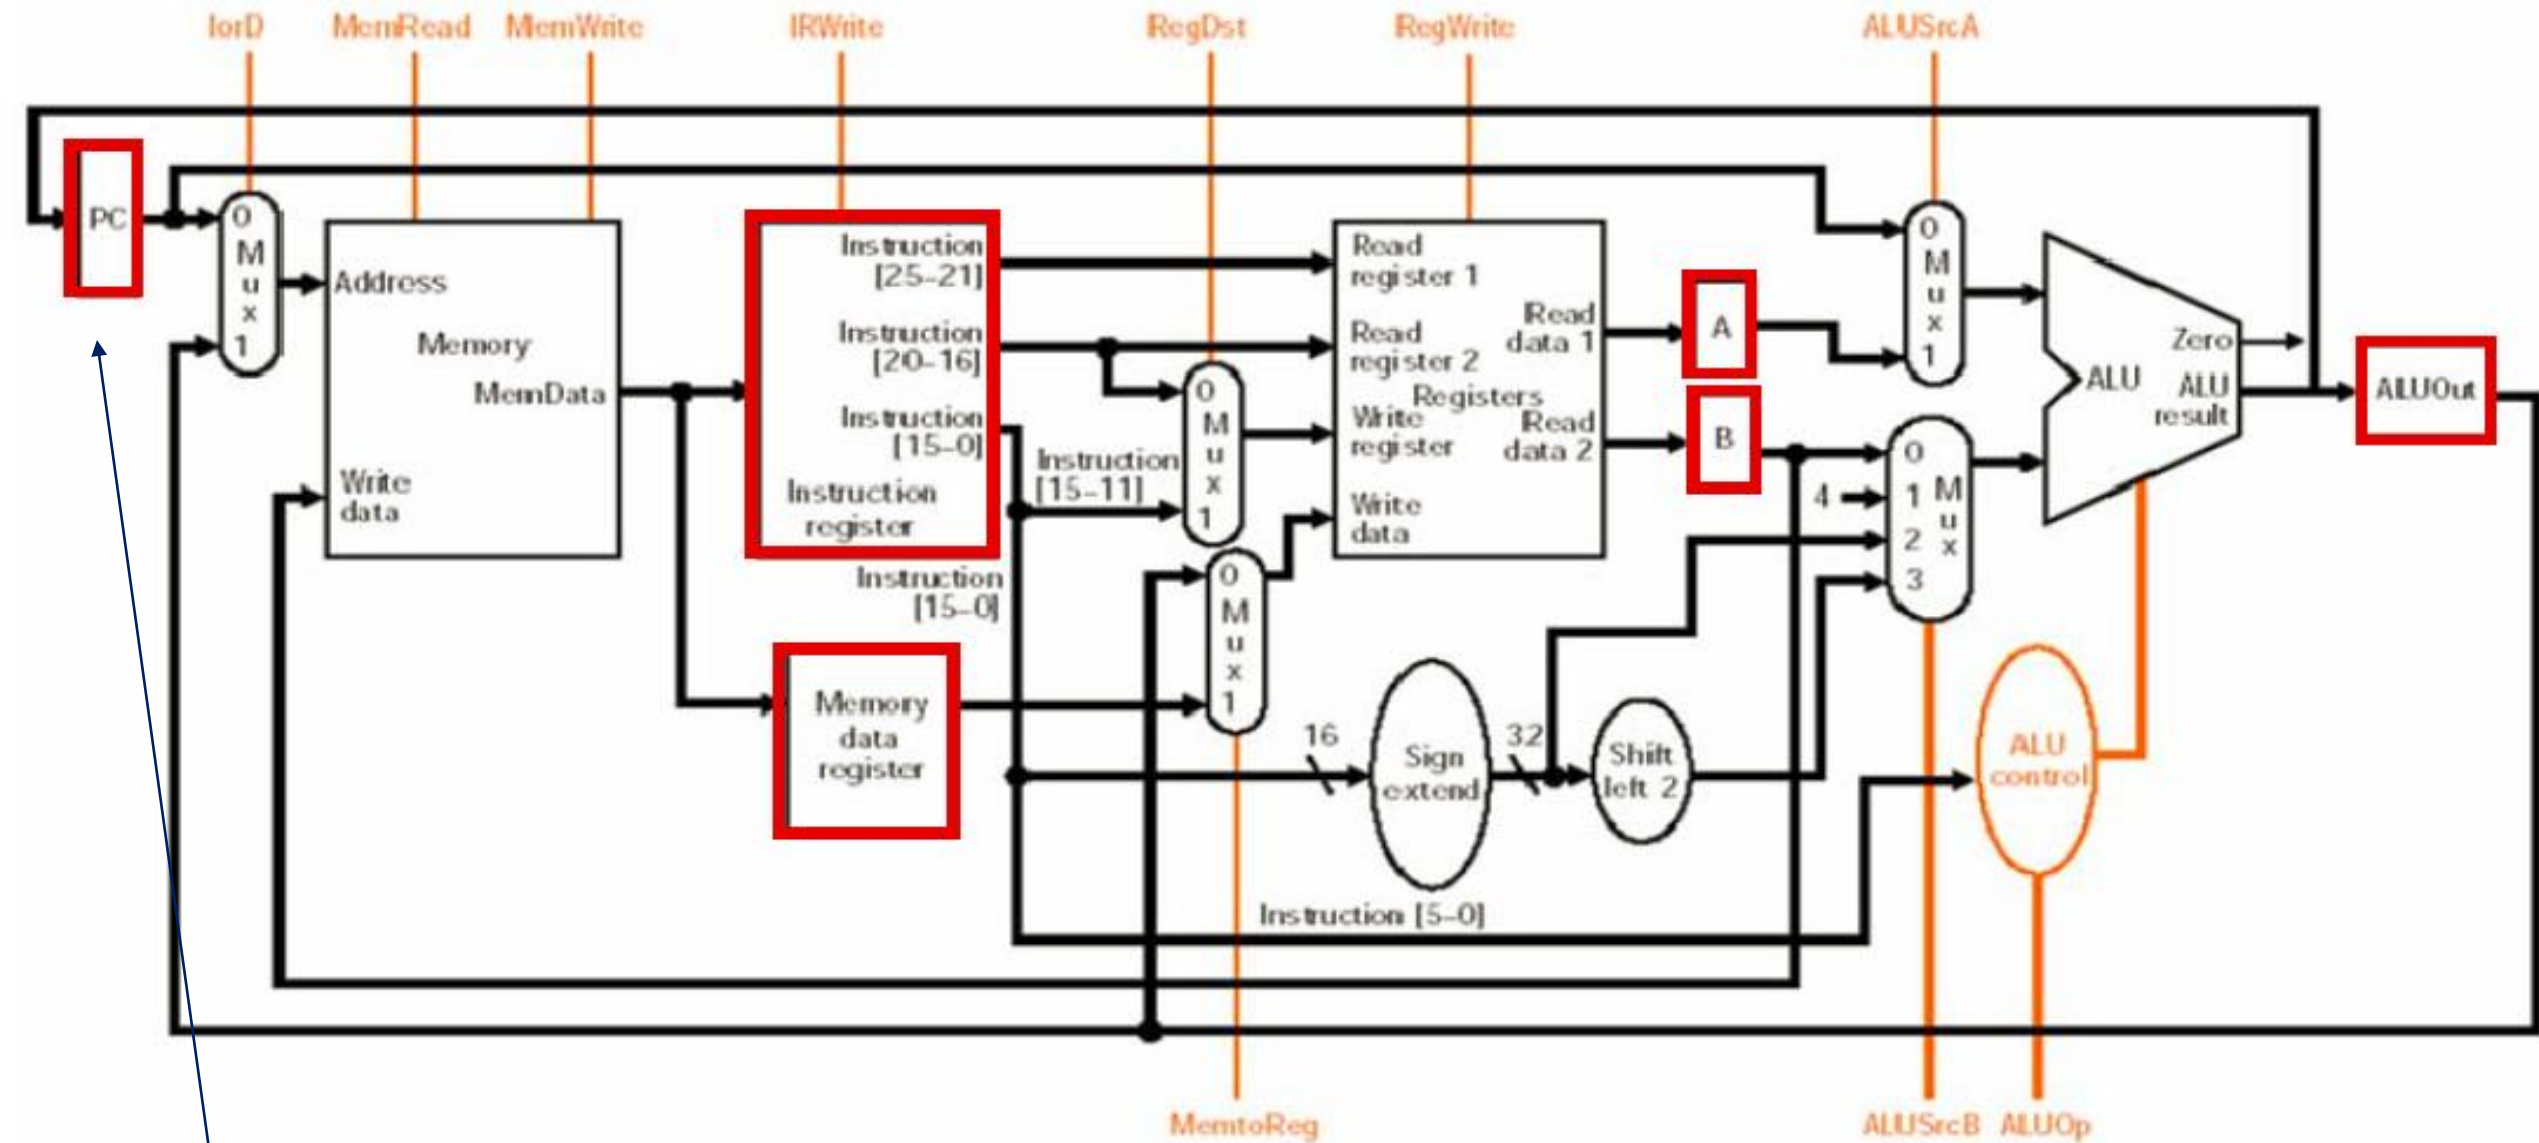 IorD
MemRead
MemWrite
IRWrite
RegDst
RegWrite
ALUSrcA
PC
0
M
u
x
1
Address
Memory
MemData
Write
data
Instruction
[25–21]
Instruction
[20–16]
Instruction
[15–0]
Instruction
register
Instruction
[15–0]
Memory
data
register
Instruction
[15–11]
0
M
u
x
1
0
M
u
x
1
Read
register 1
Read
register 2
Registers
Write
register
Write
data
Read
data 1
Read
data 2
16
Sign
extend
32
Shift
left 2
Instruction [5–0]
A
B
4
0
M
u
x
1
0
1
2
3
M
u
x
ALU
Zero
ALU
result
ALUOut
ALU
control
MemtoReg
ALUSrcB
ALUOp